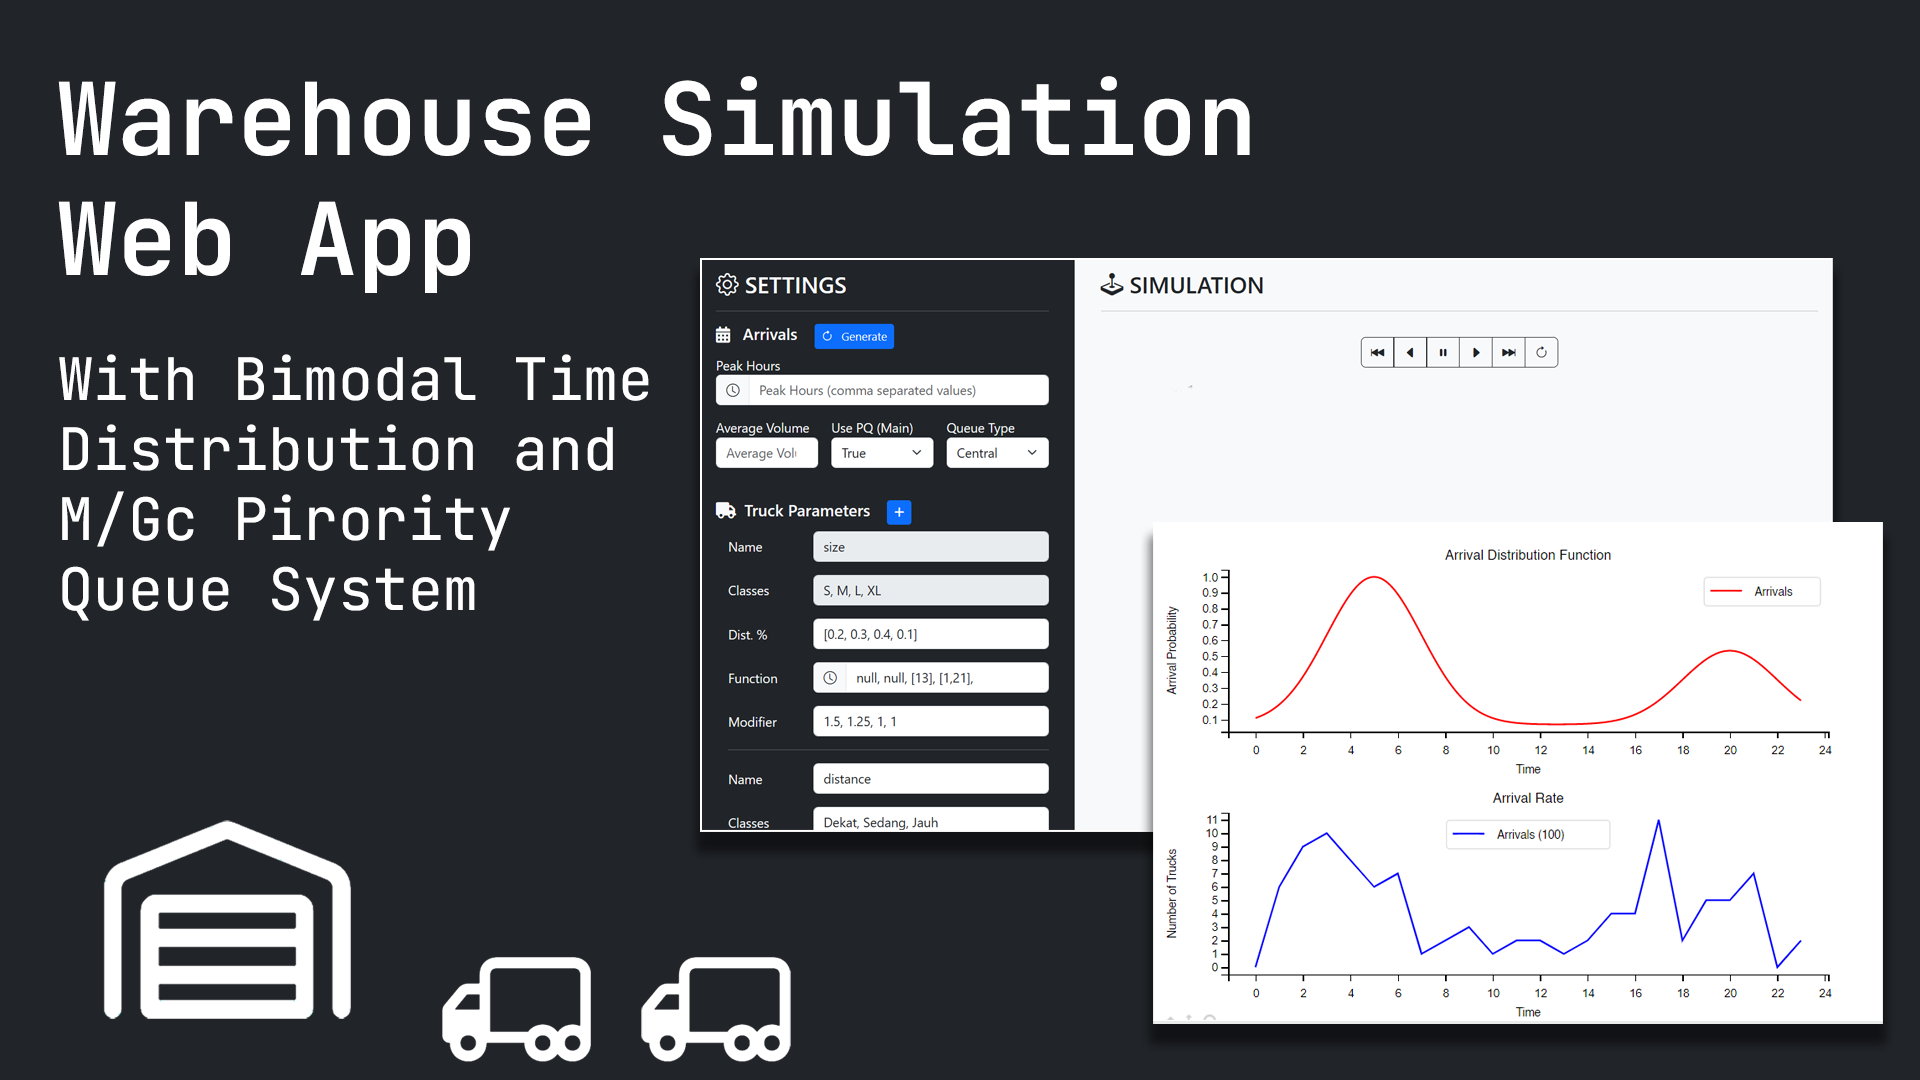 Warehouse Simulation
Web App
With Bimodal Time
Distribution and
M/Gc Pirority
Queue System
SETTINGS
Arrivals
Generate
Peak Hours
Peak Hours (comma separated values)
Average Volume Use PQ (Main) Queue Type
Average Vol True Central
Truck Parameters +
Name size
Classes S, M, L, XL
Dist. % [0.2, 0.3, 0.4, 0.1]
Function null, null, [13], [1,21],
Modifier 1.5, 1.25, 1, 1
Name distance
Classes Dekat, Sedang, Jauh
SIMULATION
Arrival Distribution Function
Arrivals
Arrival Probability
1.0
0.9
0.8
0.7
0.6
0.5
0.4
0.3
0.2
0.1
0 2 4 6 8 10 12 14 16 18 20 22 24
Time
Arrival Rate
Arrivals (100)
Number of Trucks
11
10
9
8
7
6
5
4
3
2
1
0
0 2 4 6 8 10 12 14 16 18 20 22 24
Time